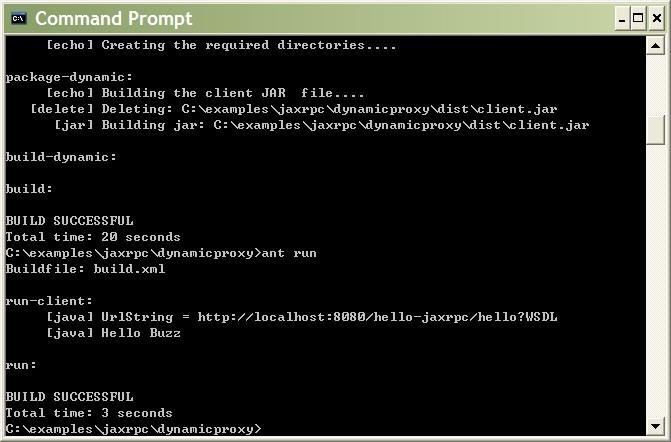 Command Prompt
[echo] Creating the required directories....
package-dynamic:
[echo] Building the client JAR  file....
[delete] Deleting: C:\examples\jaxrpc\dynamicproxy\dist\client.jar
[jar] Building jar: C:\examples\jaxrpc\dynamicproxy\dist\client.jar
build-dynamic:
build:
BUILD SUCCESSFUL
Total time: 20 seconds
C:\examples\jaxrpc\dynamicproxy>ant run
Buildfile: build.xml
run-client:
[java] UrlString = http://localhost:8080/hello-jaxrpc/hello?WSDL
[java] Hello Buzz
run:
BUILD SUCCESSFUL
Total time: 3 seconds
C:\examples\jaxrpc\dynamicproxy>